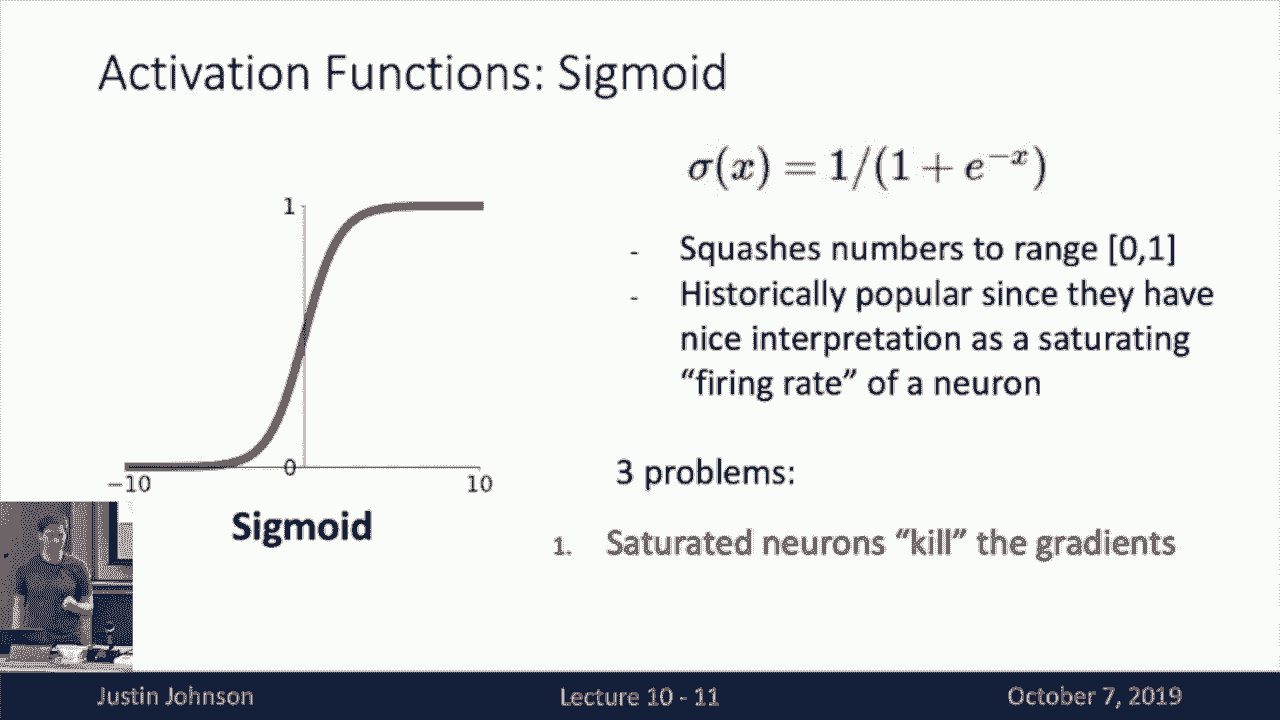 Activation Functions: Sigmoid
σ(x) = 1/(1 + e^{−x})
1
0
−10
10
Sigmoid
- Squashes numbers to range [0,1]
- Historically popular since they have
nice interpretation as a saturating
“firing rate” of a neuron
3 problems:
1. Saturated neurons “kill” the gradients
Justin Johnson
Lecture 10 - 11
October 7, 2019